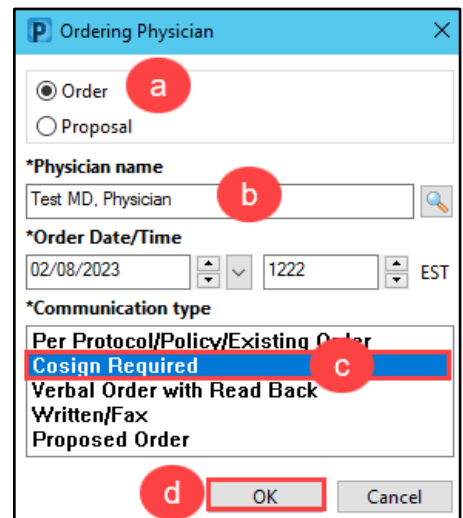 P Ordering Physician
Order a
Proposal
*Physician name
Test MD, Physician b
*Order Date/Time
02/08/2023 1222 EST
*Communication type
Per Protocol/Policy/Existing Order
Cosign Required c
Verbal Order with Read Back
Written/Fax
Proposed Order
d OK Cancel